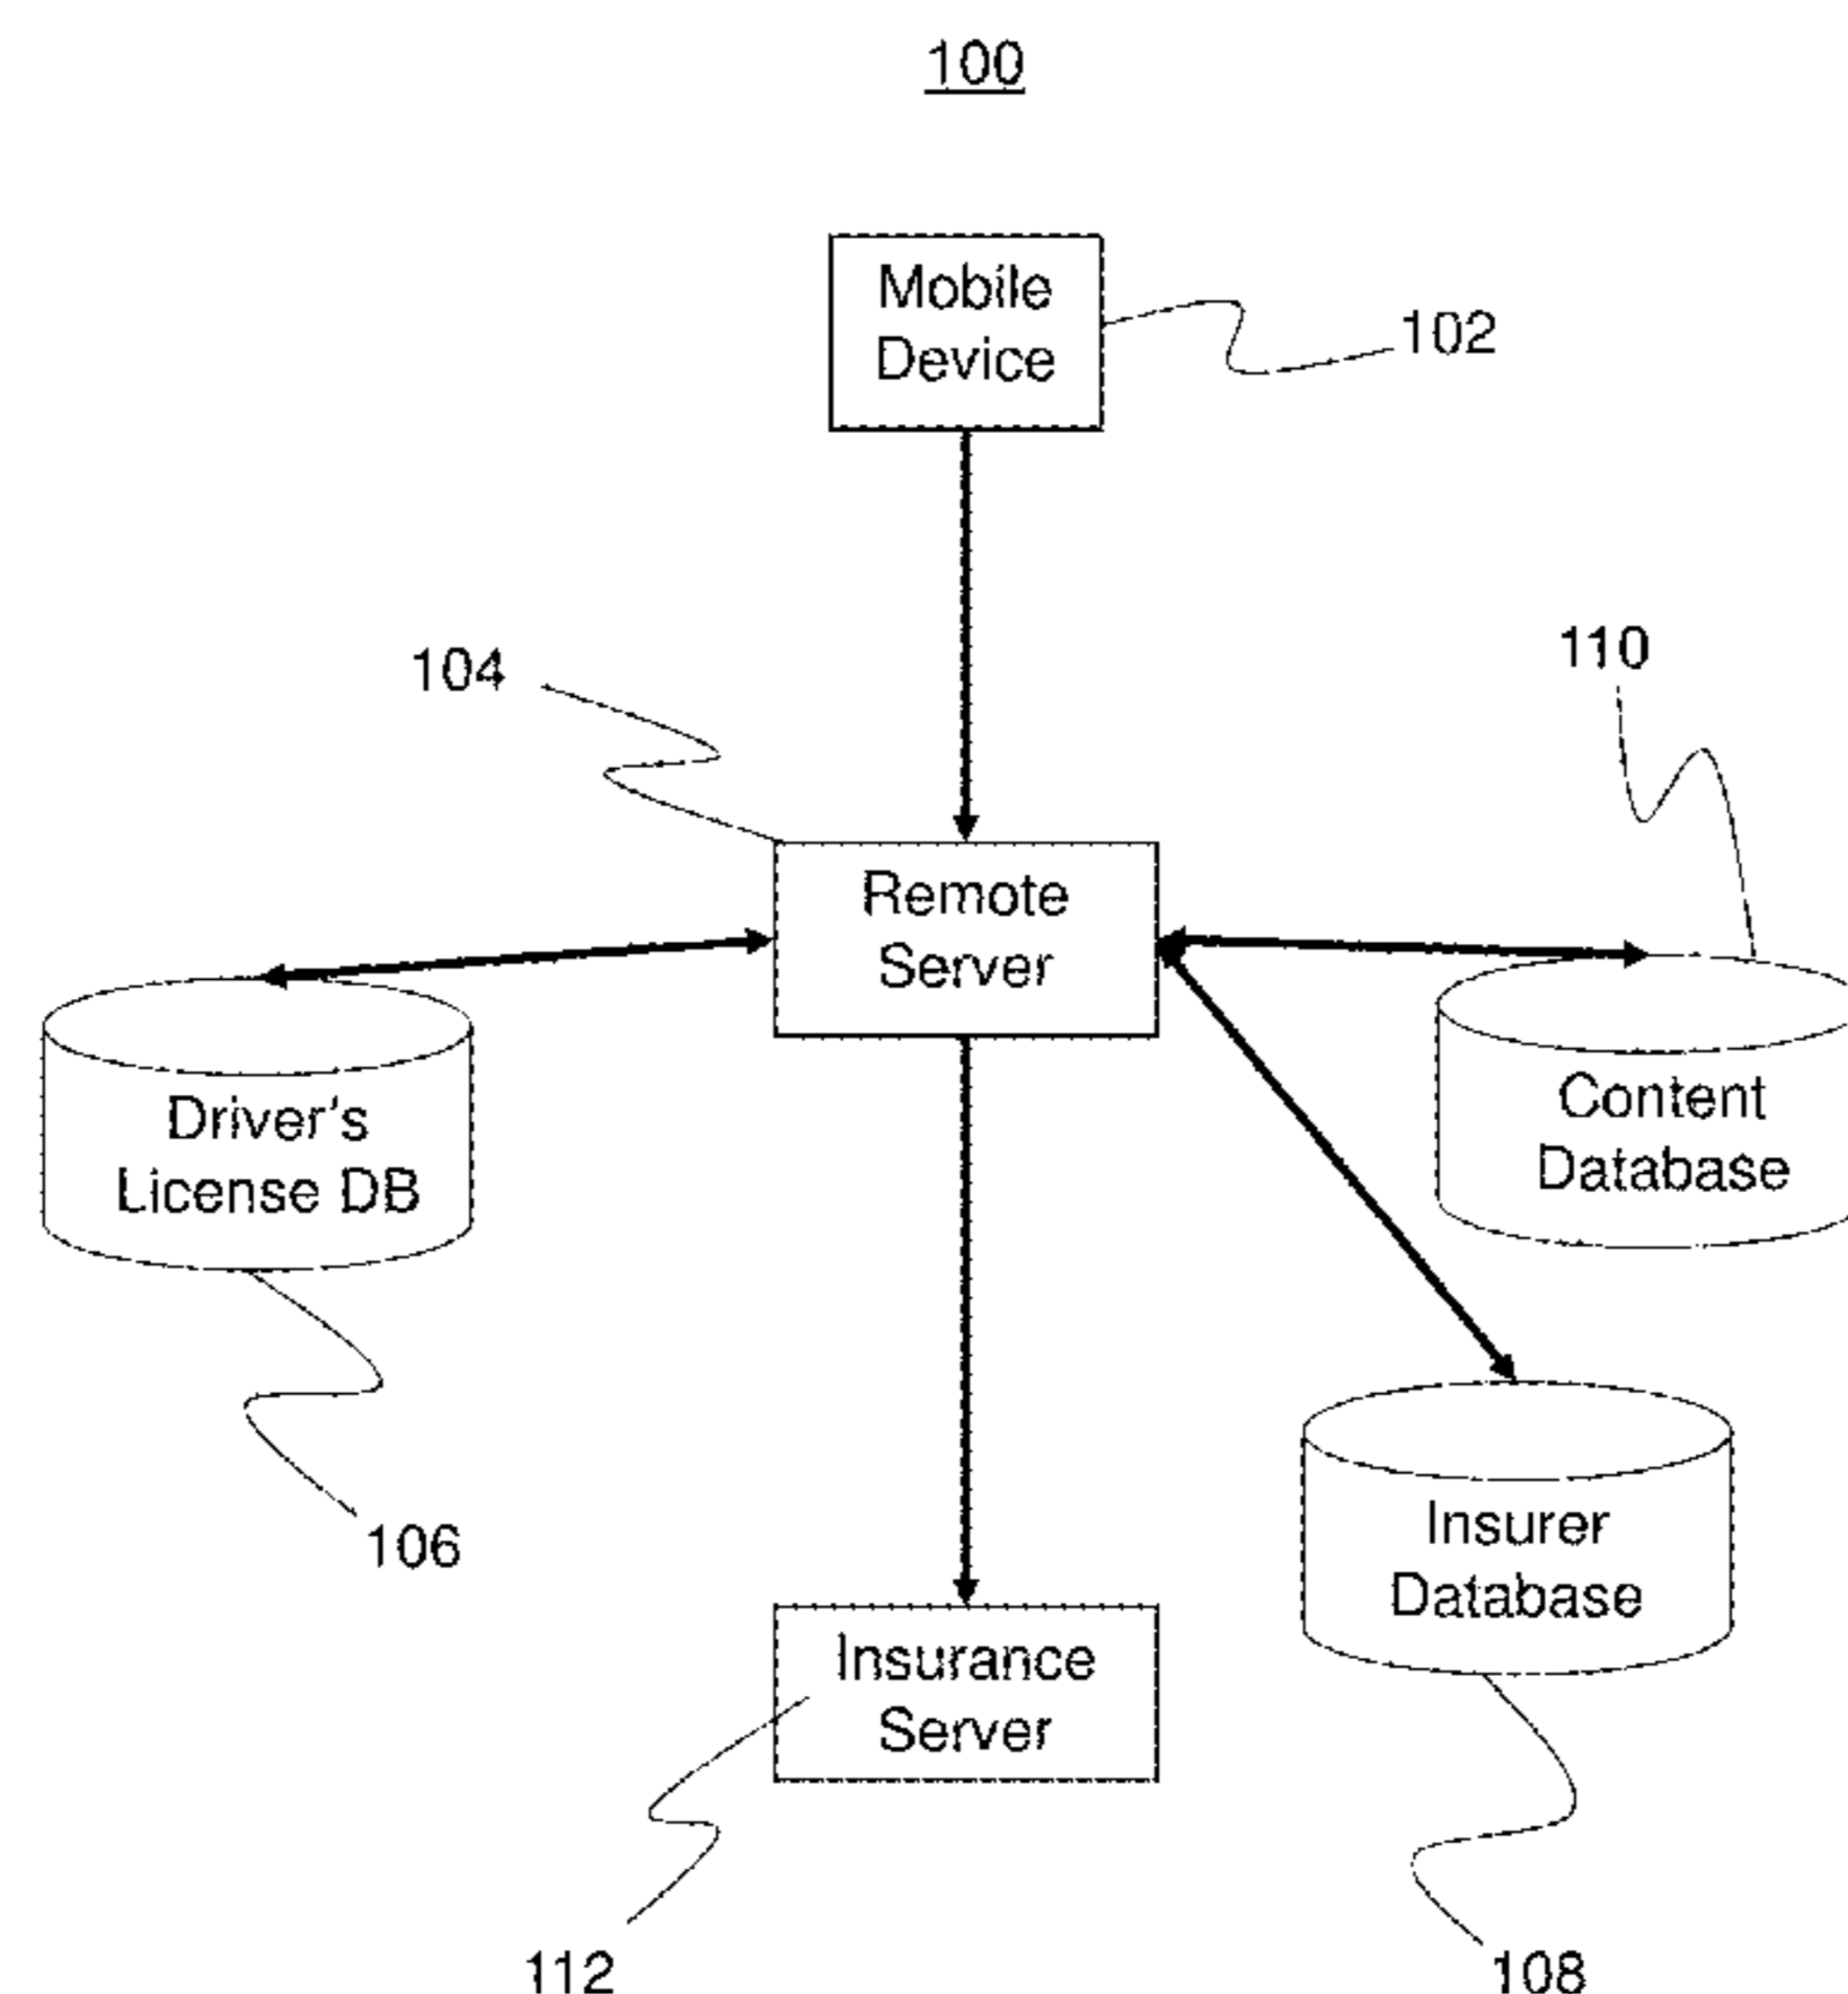 100
Mobile
Device
102
104
110
Remote
Server
Driver's
License DB
Content
Database
106
Insurer
Database
Insurance
Server
112
108